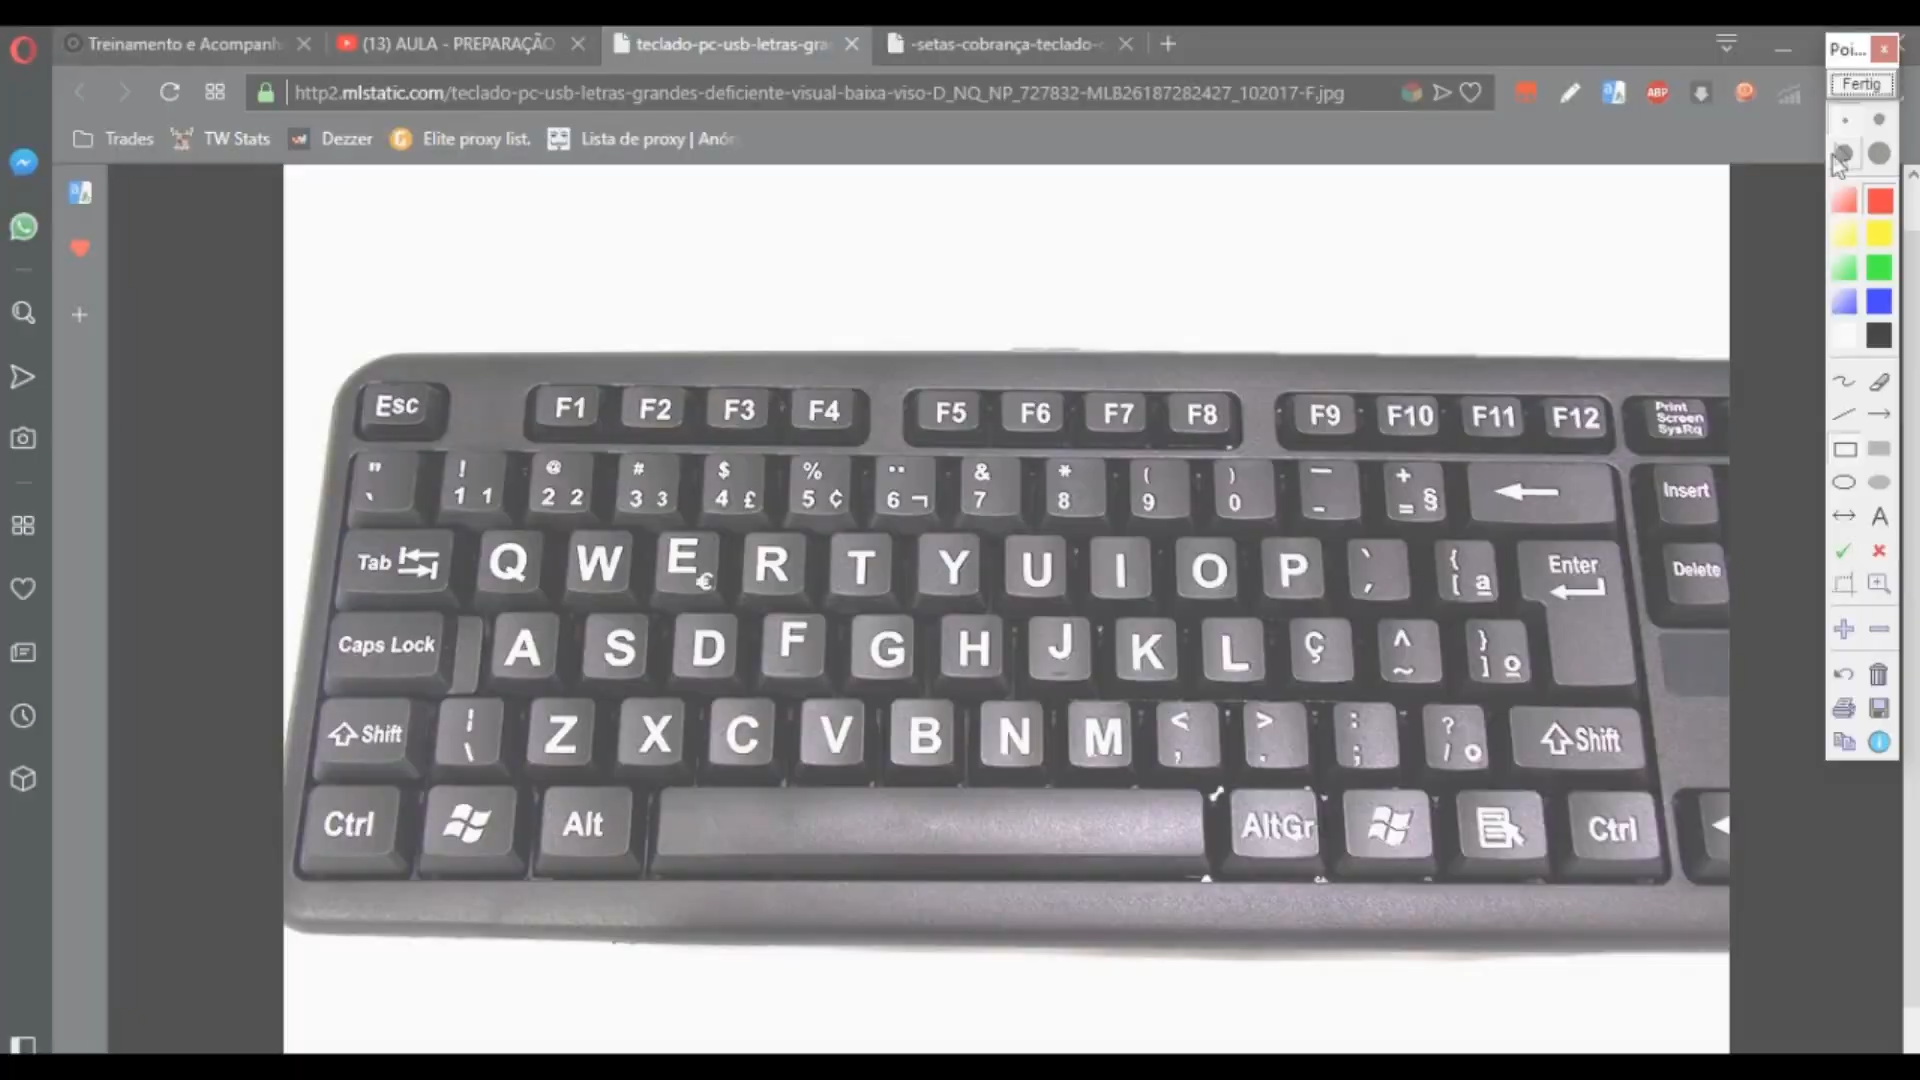 Treinamento e Acompanh
(13) AULA - PREPARAÇÃO
teclado-pc-usb-letras-gra
-setas-cobrança-teclado-
Poi...
Fertig
http2.mlstatic.com/teclado-pc-usb-letras-grandes-deficiente-visual-baixa-viso-D_NQ_NP_727832-MLB26187282427_102017-F.jpg
ABP
Trades
TW Stats
Dezzer
Elite proxy list.
Lista de proxy | Anón
A
Esc F1 F2 F3 F4 F5 F6 F7 F8 F9 F10 F11 F12 Print Screen SysRq
" ! @ # $ % ¨ & * ( ) _ +
' 1 1 2 2 3 3 4 £ 5 ¢ 6 ¬ 7 8 9 0 - = § Insert
Tab Q W E € R T Y U I O P ` ´ { [ ª Enter Delete
Caps Lock A S D F G H J K L Ç ^ ~ } ] º
Shift | \ Z X C V B N M < , > . : ; ? / ° Shift
Ctrl Alt AltGr Ctrl